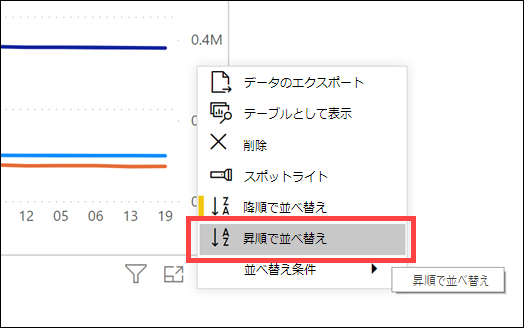 0.4M
データのエクスポート
テーブルとして表示
削除
スポットライト
降順で並べ替え
昇順で並べ替え
並べ替え条件
昇順で並べ替え
12 05 06 13 19